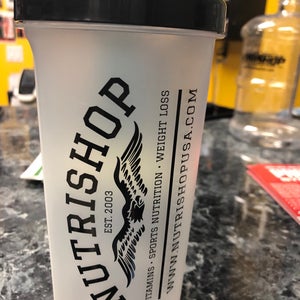 NUTRISHOP
EST. 2003
VITAMINS · SPORTS NUTRITION · WEIGHT LOSS
WWW.NUTRISHOPUSA.COM